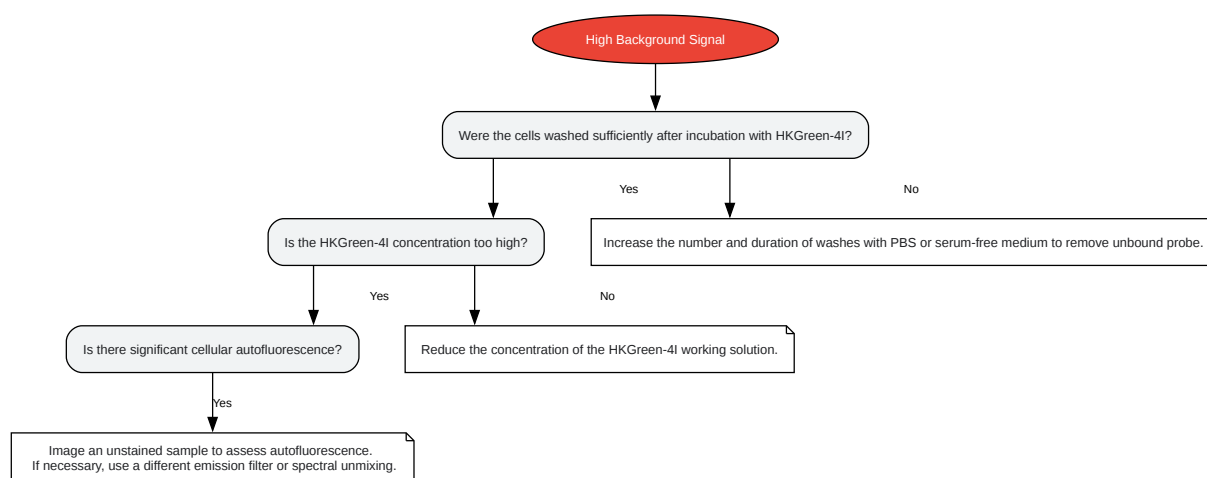 High Background Signal
Were the cells washed sufficiently after incubation with HKGreen-4I?
Yes
No
Is the HKGreen-4I concentration too high?
Increase the number and duration of washes with PBS or serum-free medium to remove unbound probe.
Yes
No
Is there significant cellular autofluorescence?
Reduce the concentration of the HKGreen-4I working solution.
Yes
Image an unstained sample to assess autofluorescence.
If necessary, use a different emission filter or spectral unmixing.